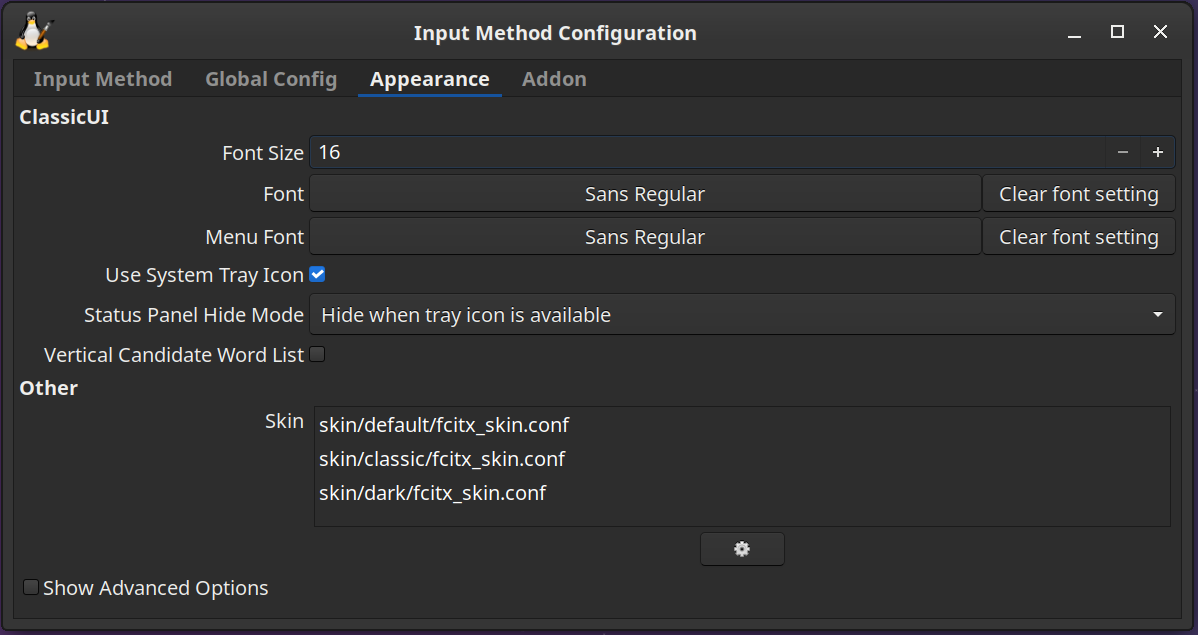 Input Method Configuration
Input Method Global Config Appearance Addon
ClassicUI
Font Size 16
Font Sans Regular Clear font setting
Menu Font Sans Regular Clear font setting
Use System Tray Icon
Status Panel Hide Mode Hide when tray icon is available
Vertical Candidate Word List
Other
Skin skin/default/fcitx_skin.conf
skin/classic/fcitx_skin.conf
skin/dark/fcitx_skin.conf
Show Advanced Options